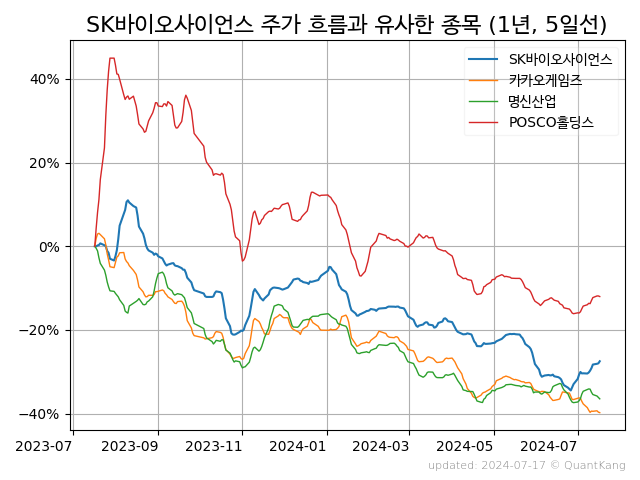 SK바이오사이언스 주가 흐름과 유사한 종목 (1년, 5일선)
SK바이오사이언스
카카오게임즈
명신산업
POSCO홀딩스
40%
20%
0%
−20%
−40%
2023-07 2023-09 2023-11 2024-01 2024-03 2024-05 2024-07
updated: 2024-07-17 © QuantKang